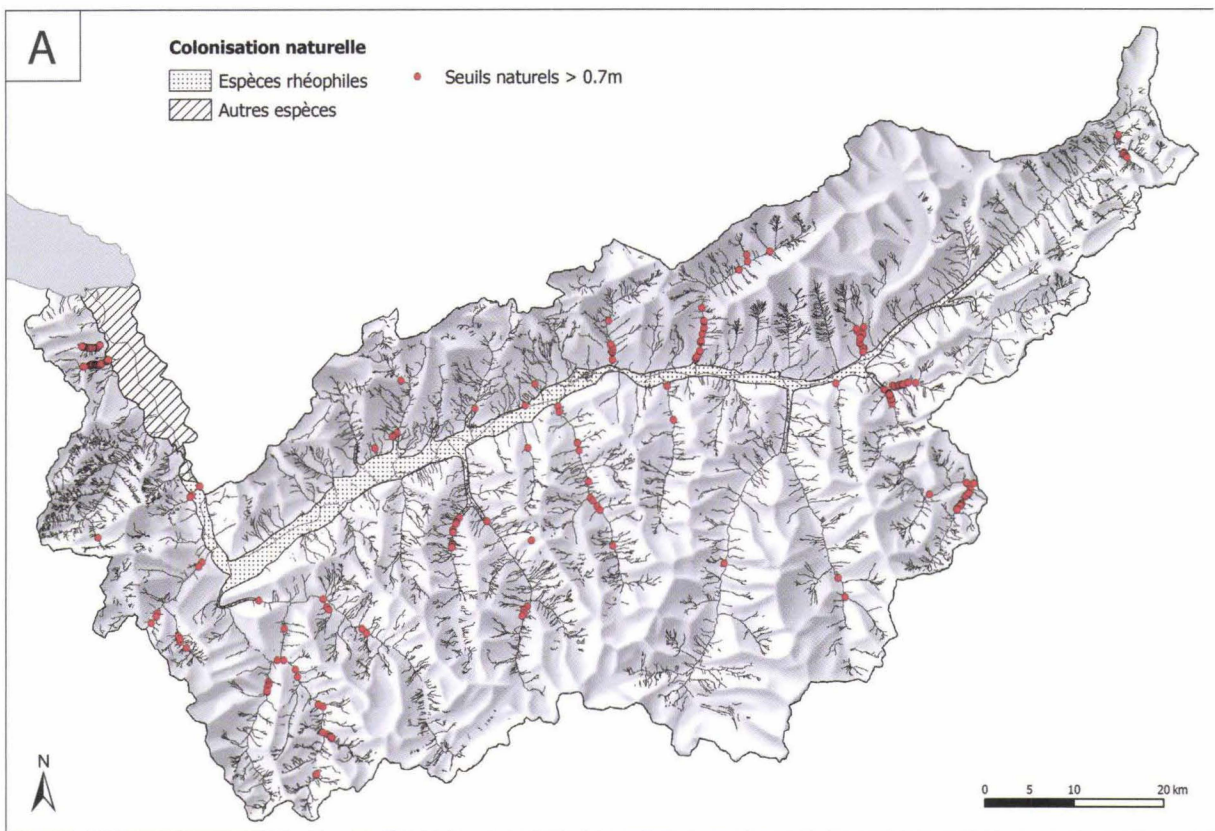 A
Colonisation naturelle
Espèces rhéophiles
Seuils naturels > 0.7m
Autres espèces
N
0 5 10 20 km